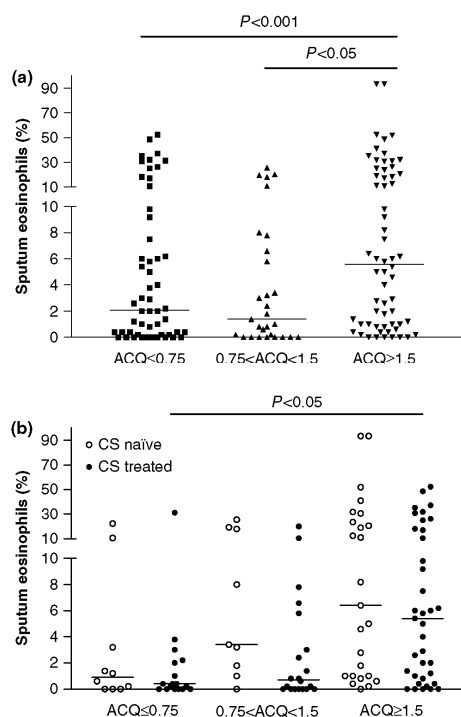 P<0.001
P<0.05
(a)
Sputum eosinophils (%)
90
70
50
30
10
10
8
6
4
2
0
ACQ<0.75 0.75<ACQ<1.5 ACQ>1.5
P<0.05
(b)
CS naïve
CS treated
Sputum eosinophils (%)
90
70
50
30
10
10
8
6
4
2
0
ACQ≤0.75 0.75<ACQ<1.5 ACQ≥1.5